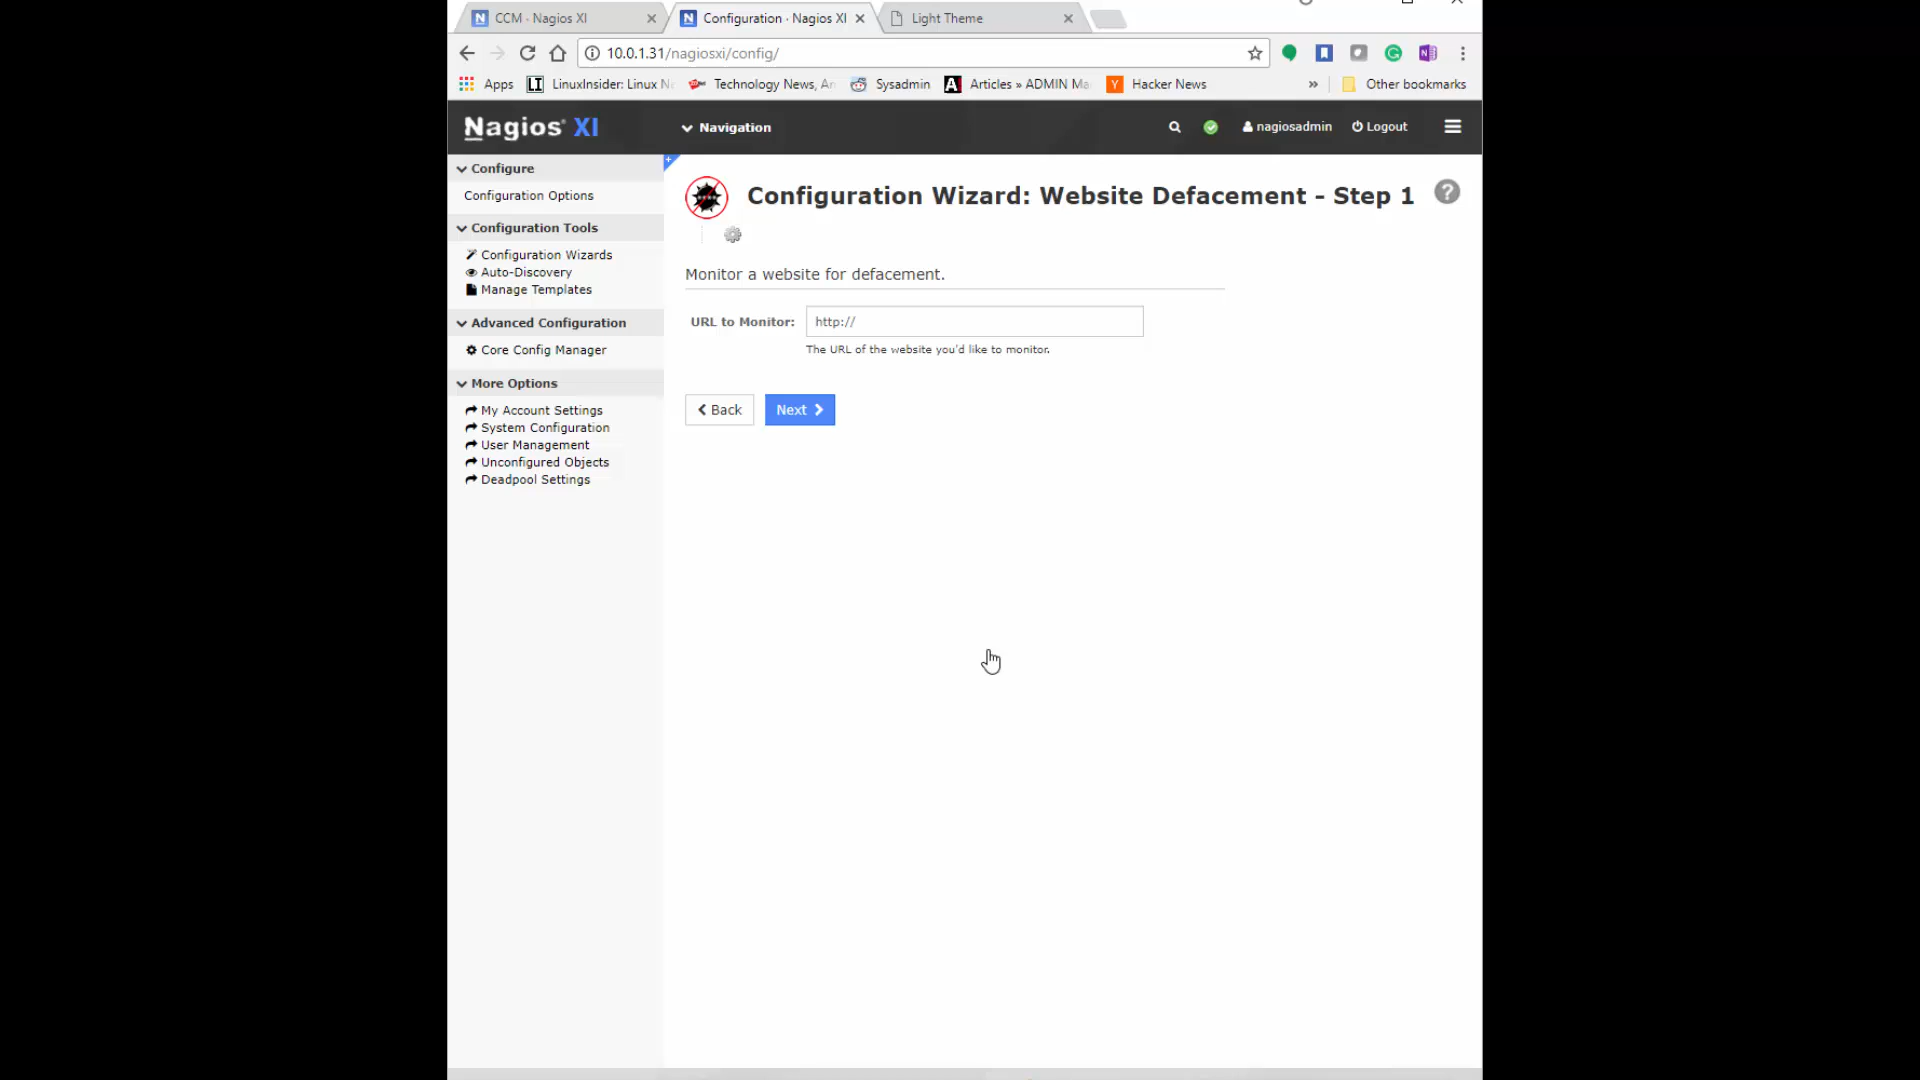 CCM · Nagios XI
Configuration · Nagios XI
Light Theme
10.0.1.31/nagiosxi/config/
Apps
LI
LinuxInsider: Linux N
Technology News, An
Sysadmin
A
Articles » ADMIN Ma
Y
Hacker News
»
Other bookmarks
Nagios® XI
Navigation
nagiosadmin
Logout
Configure
Configuration Options
Configuration Tools
Configuration Wizards
Auto-Discovery
Manage Templates
Advanced Configuration
Core Config Manager
More Options
My Account Settings
System Configuration
User Management
Unconfigured Objects
Deadpool Settings
Configuration Wizard: Website Defacement - Step 1
Monitor a website for defacement.
URL to Monitor:
http://
The URL of the website you'd like to monitor.
Back
Next